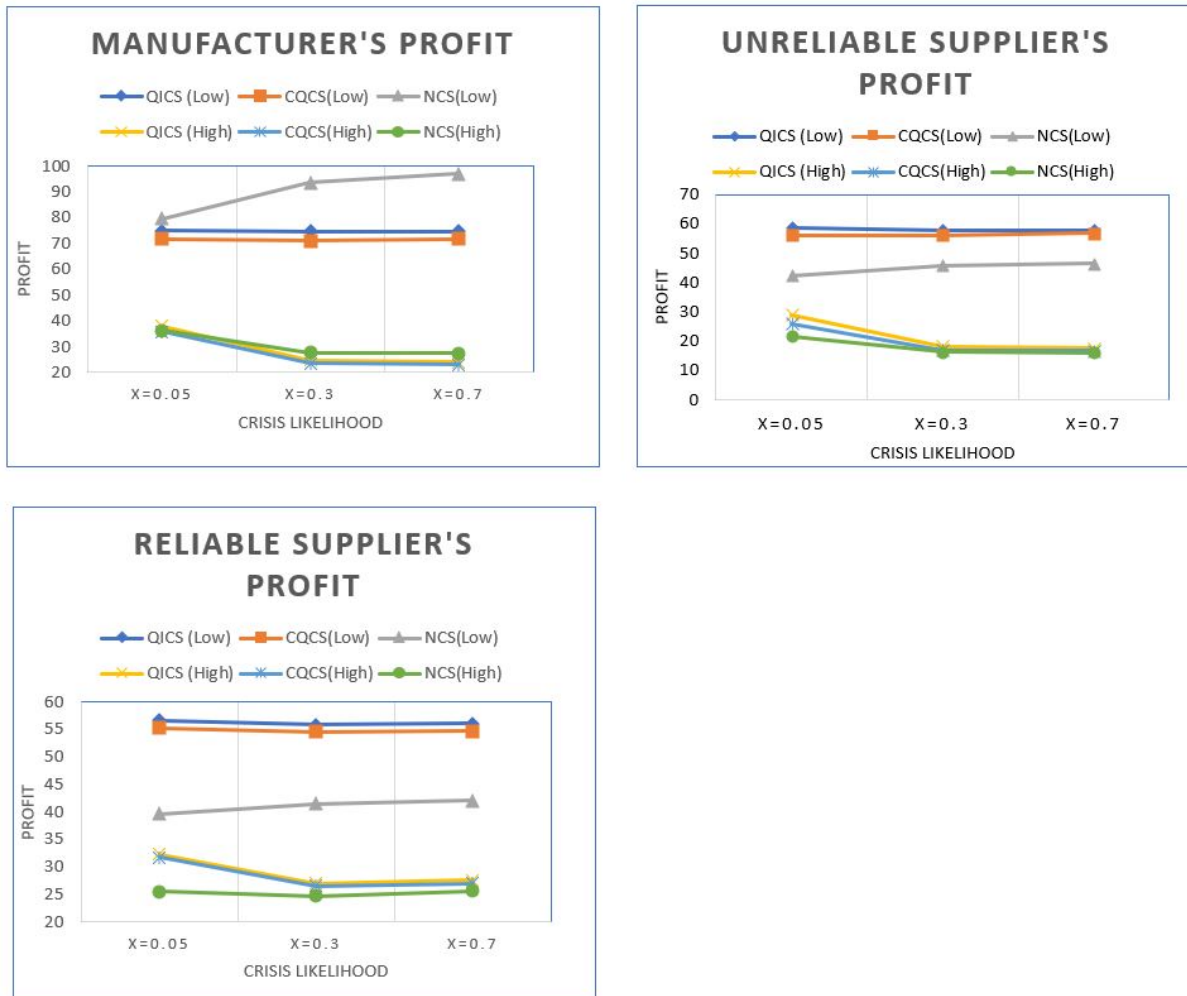 MANUFACTURER'S PROFIT
QICS (Low) CQCS(Low) NCS(Low)
QICS (High) CQCS(High) NCS(High)
100
90
80
70
60
50
40
30
20
PROFIT
X=0.05 X=0.3 X=0.7
CRISIS LIKELIHOOD
UNRELIABLE SUPPLIER'S
PROFIT
QICS (Low) CQCS(Low) NCS(Low)
QICS (High) CQCS(High) NCS(High)
70
60
50
40
30
20
10
0
PROFIT
X=0.05 X=0.3 X=0.7
CRISIS LIKELIHOOD
RELIABLE SUPPLIER'S
PROFIT
QICS (Low) CQCS(Low) NCS(Low)
QICS (High) CQCS(High) NCS(High)
60
55
50
45
40
35
30
25
20
PROFIT
X=0.05 X=0.3 X=0.7
CRISIS LIKELIHOOD